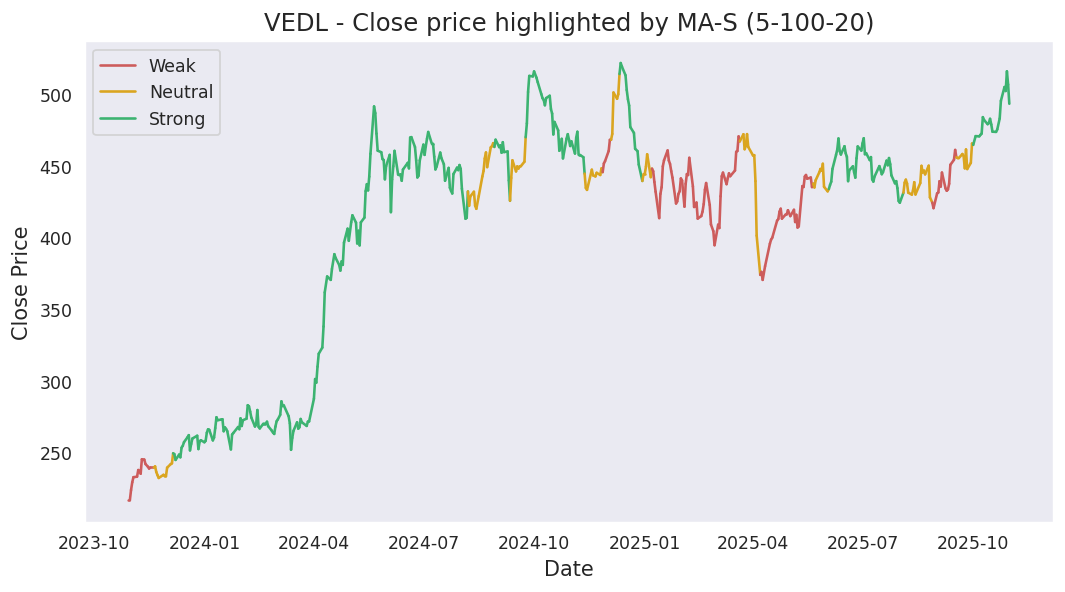 VEDL - Close price highlighted by MA-S (5-100-20)
Weak
Neutral
Strong
500
450
400
350
300
250
Close Price
2023-10 2024-01 2024-04 2024-07 2024-10 2025-01 2025-04 2025-07 2025-10
Date